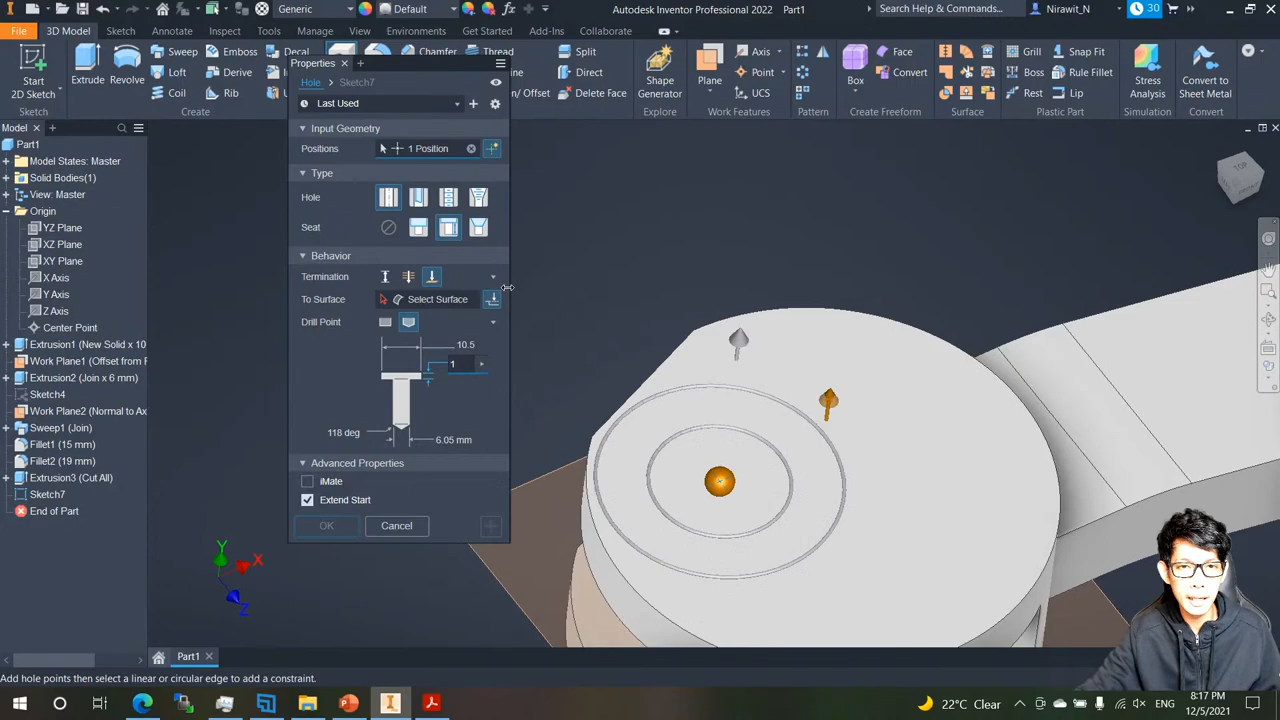 Generic
Default
Autodesk Inventor Professional 2022 Part1
Search Help & Commands...
Nirawit_N
30
File
3D Model
Sketch
Annotate
Inspect
Tools
Manage
View
Environments
Get Started
Add-Ins
Collaborate
Start
2D Sketch
Extrude
Revolve
Sweep
Loft
Coil
Emboss
Derive
Rib
Decal
Chamfer
Thread
Split
Direct
Delete Face
Shape
Generator
Plane
Axis
Point
UCS
Box
Face
Convert
Grill
Boss
Rest
Snap Fit
Rule Fillet
Lip
Stress
Analysis
Convert to
Sheet Metal
Sketch
Create
Explore
Work Features
Pattern
Surface
Plastic Part
Simulation
Convert
Model
Part1
Model States: Master
Solid Bodies(1)
View: Master
Origin
YZ Plane
XZ Plane
XY Plane
X Axis
Y Axis
Z Axis
Center Point
Extrusion1 (New Solid x 10
Work Plane1 (Offset from F
Extrusion2 (Join x 6 mm)
Sketch4
Work Plane2 (Normal to Ax
Sweep1 (Join)
Fillet1 (15 mm)
Fillet2 (19 mm)
Extrusion3 (Cut All)
Sketch7
End of Part
Properties
Hole
Sketch7
Last Used
Input Geometry
Positions
1 Position
Type
Hole
Seat
Behavior
Termination
To Surface
Select Surface
Drill Point
10.5
1
118 deg
6.05 mm
Advanced Properties
iMate
Extend Start
OK
Cancel
TOP
Y
X
Z
Part1
Add hole points then select a linear or circular edge to add a constraint.
22°C Clear
ENG
8:17 PM
12/5/2021